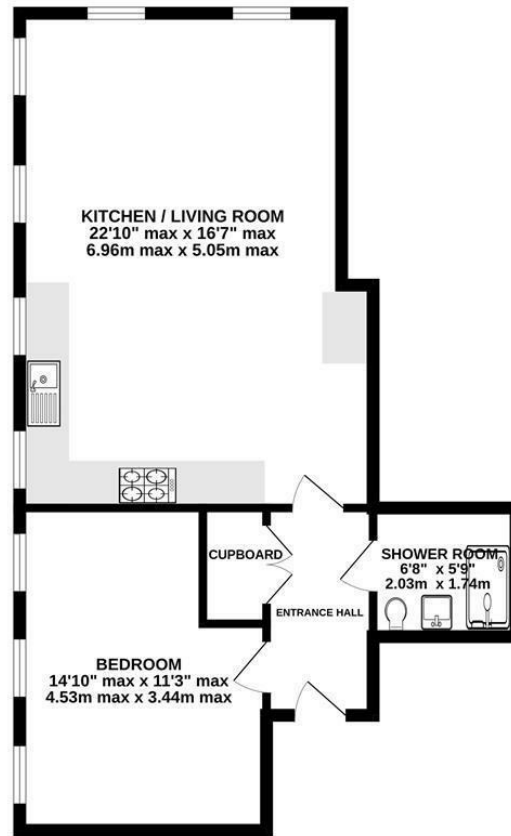 KITCHEN / LIVING ROOM
22'10" max x 16'7" max
6.96m max x 5.05m max
CUPBOARD
SHOWER ROOM
6'8" x 5'9"
2.03m x 1.74m
ENTRANCE HALL
BEDROOM
14'10" max x 11'3" max
4.53m max x 3.44m max